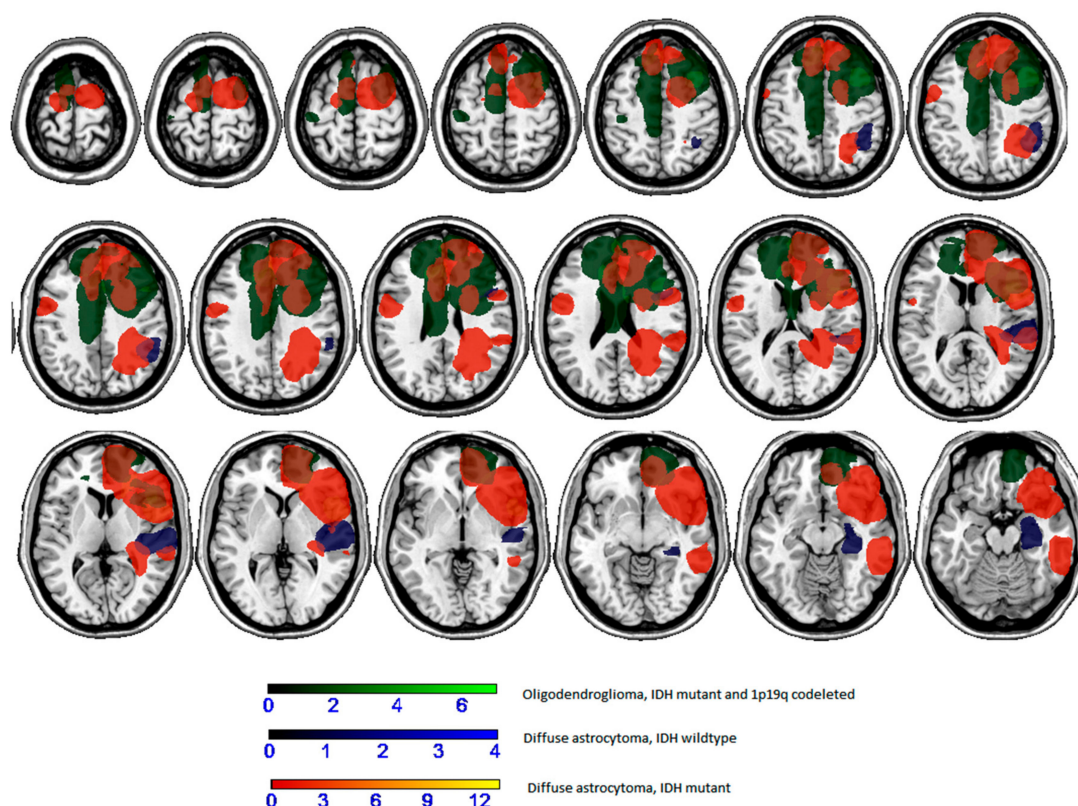 0 2 4 6 Oligodendroglioma, IDH mutant and 1p19q codeleted
0 1 2 3 4 Diffuse astrocytoma, IDH wildtype
0 3 6 9 12 Diffuse astrocytoma, IDH mutant